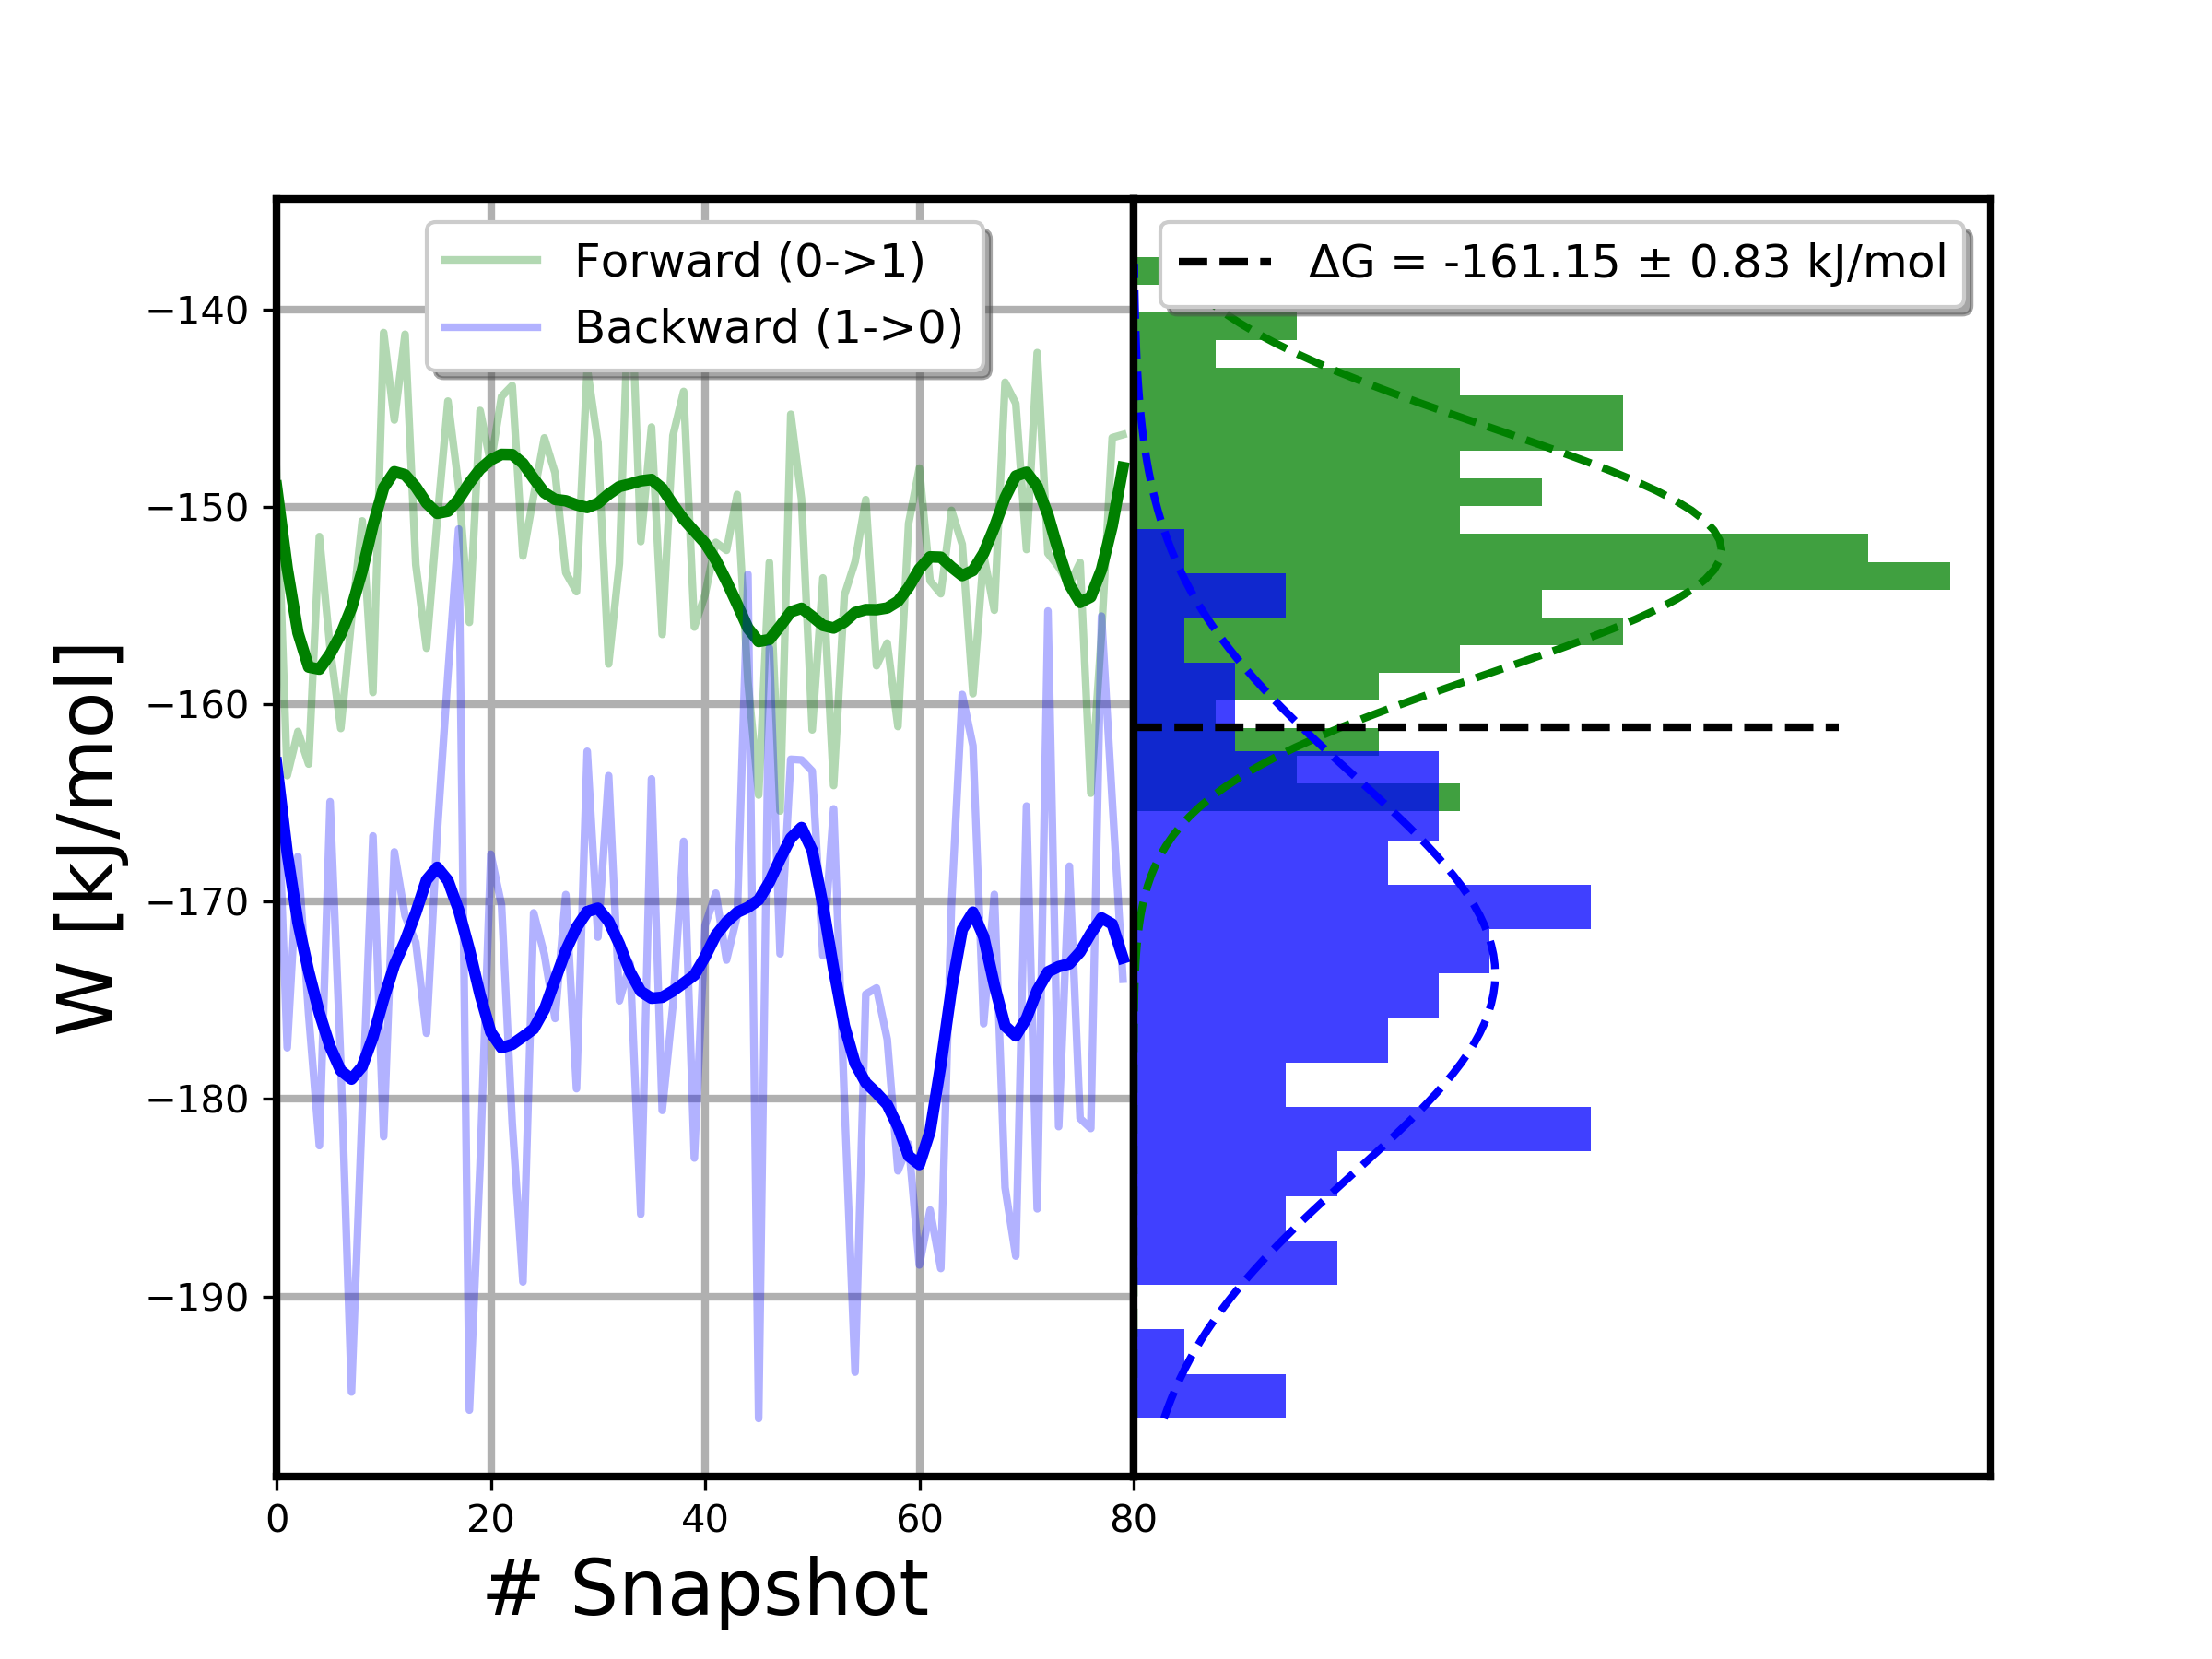 Forward (0->1)
Backward (1->0)
ΔG = -161.15 ± 0.83 kJ/mol
W [kJ/mol]
−140
−150
−160
−170
−180
−190
0 20 40 60 80
# Snapshot